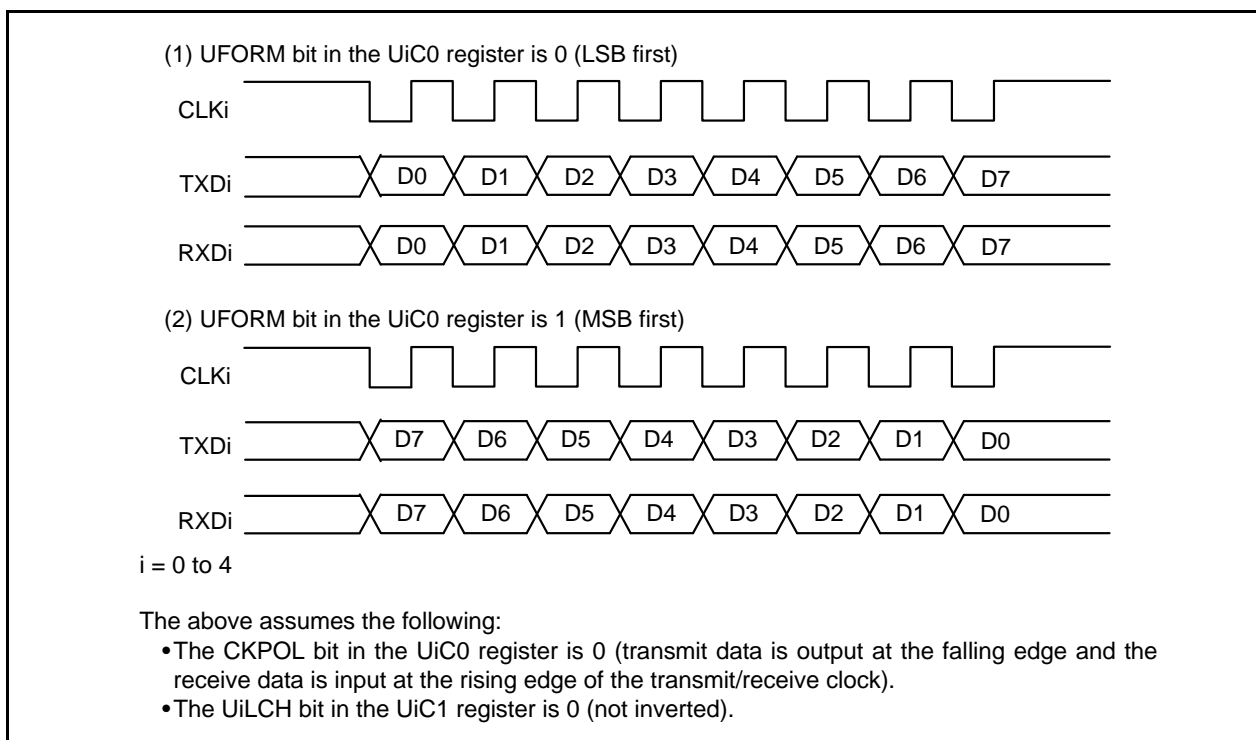 (1) UFORM bit in the UiC0 register is 0 (LSB first)
CLKi
TXDi D0 D1 D2 D3 D4 D5 D6 D7
RXDi D0 D1 D2 D3 D4 D5 D6 D7
(2) UFORM bit in the UiC0 register is 1 (MSB first)
CLKi
TXDi D7 D6 D5 D4 D3 D2 D1 D0
RXDi D7 D6 D5 D4 D3 D2 D1 D0
i = 0 to 4
The above assumes the following:
•The CKPOL bit in the UiC0 register is 0 (transmit data is output at the falling edge and the
receive data is input at the rising edge of the transmit/receive clock).
•The UiLCH bit in the UiC1 register is 0 (not inverted).